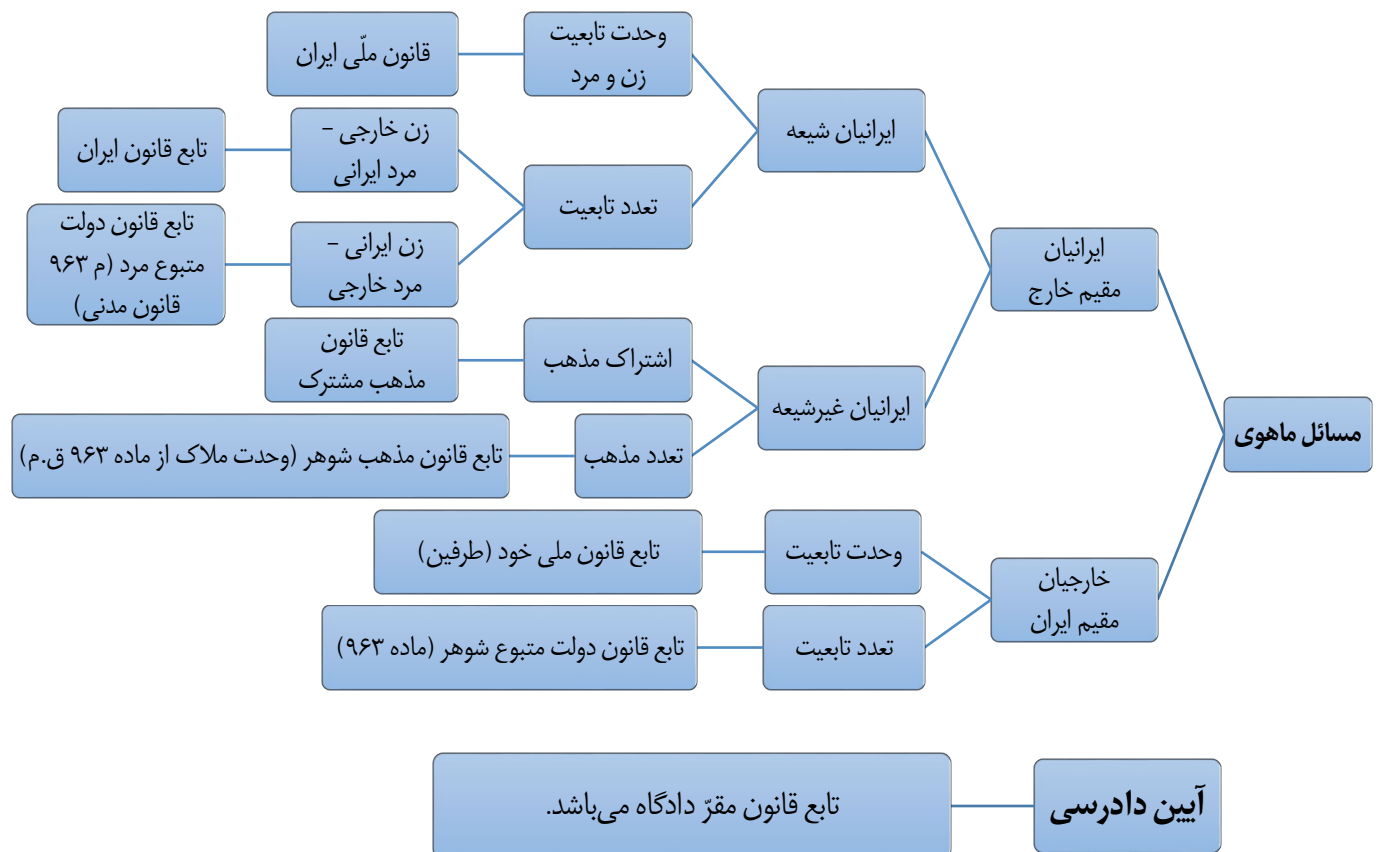 مسائل ماهوی
ایرانیان
مقیم خارج
ایرانیان شیعه
وحدت تابعیت
زن و مرد
قانون ملّی ایران
تعدد تابعیت
زن خارجی –
مرد ایرانی
تابع قانون ایران
زن ایرانی –
مرد خارجی
تابع قانون دولت
متبوع مرد (م ۹۶۳
قانون مدنی)
ایرانیان غیرشیعه
اشتراک مذهب
تابع قانون
مذهب مشترک
تعدد مذهب
تابع قانون مذهب شوهر (وحدت ملاک از ماده ۹۶۳ ق.م)
خارجیان
مقیم ایران
وحدت تابعیت
تابع قانون ملی خود (طرفین)
تعدد تابعیت
تابع قانون دولت متبوع شوهر (ماده ۹۶۳)
آیین دادرسی
تابع قانون مقرّ دادگاه می‌باشد.